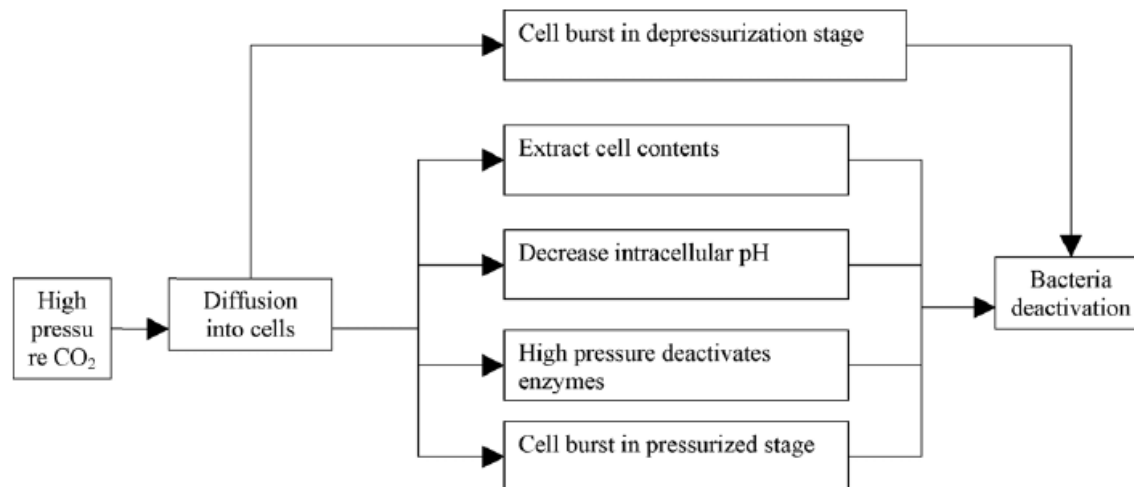 Cell burst in depressurization stage
Extract cell contents
Decrease intracellular pH
High
pressu
re CO₂
Diffusion
into cells
Bacteria
deactivation
High pressure deactivates
enzymes
Cell burst in pressurized stage